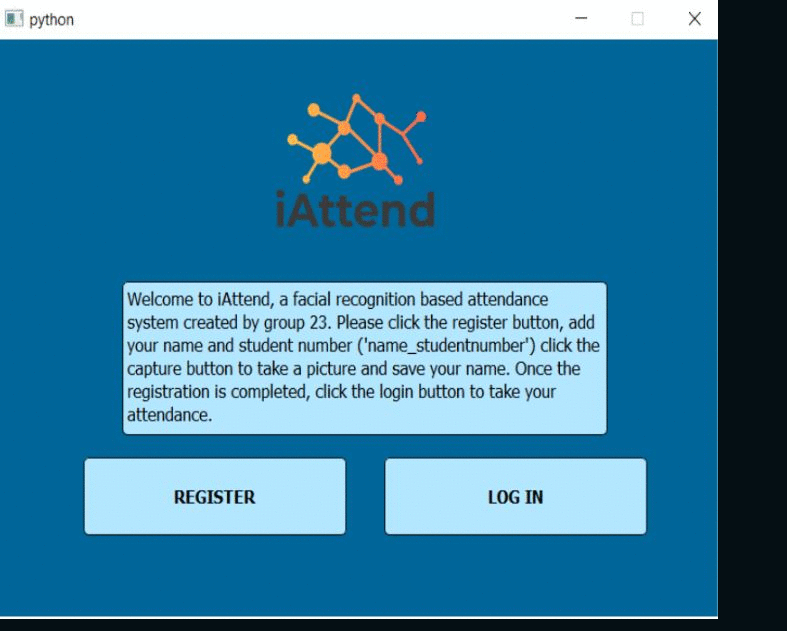 python
iAttend
Welcome to iAttend, a facial recognition based attendance
system created by group 23. Please click the register button, add
your name and student number ('name_studentnumber') click the
capture button to take a picture and save your name. Once the
registration is completed, click the login button to take your
attendance.
REGISTER
LOG IN